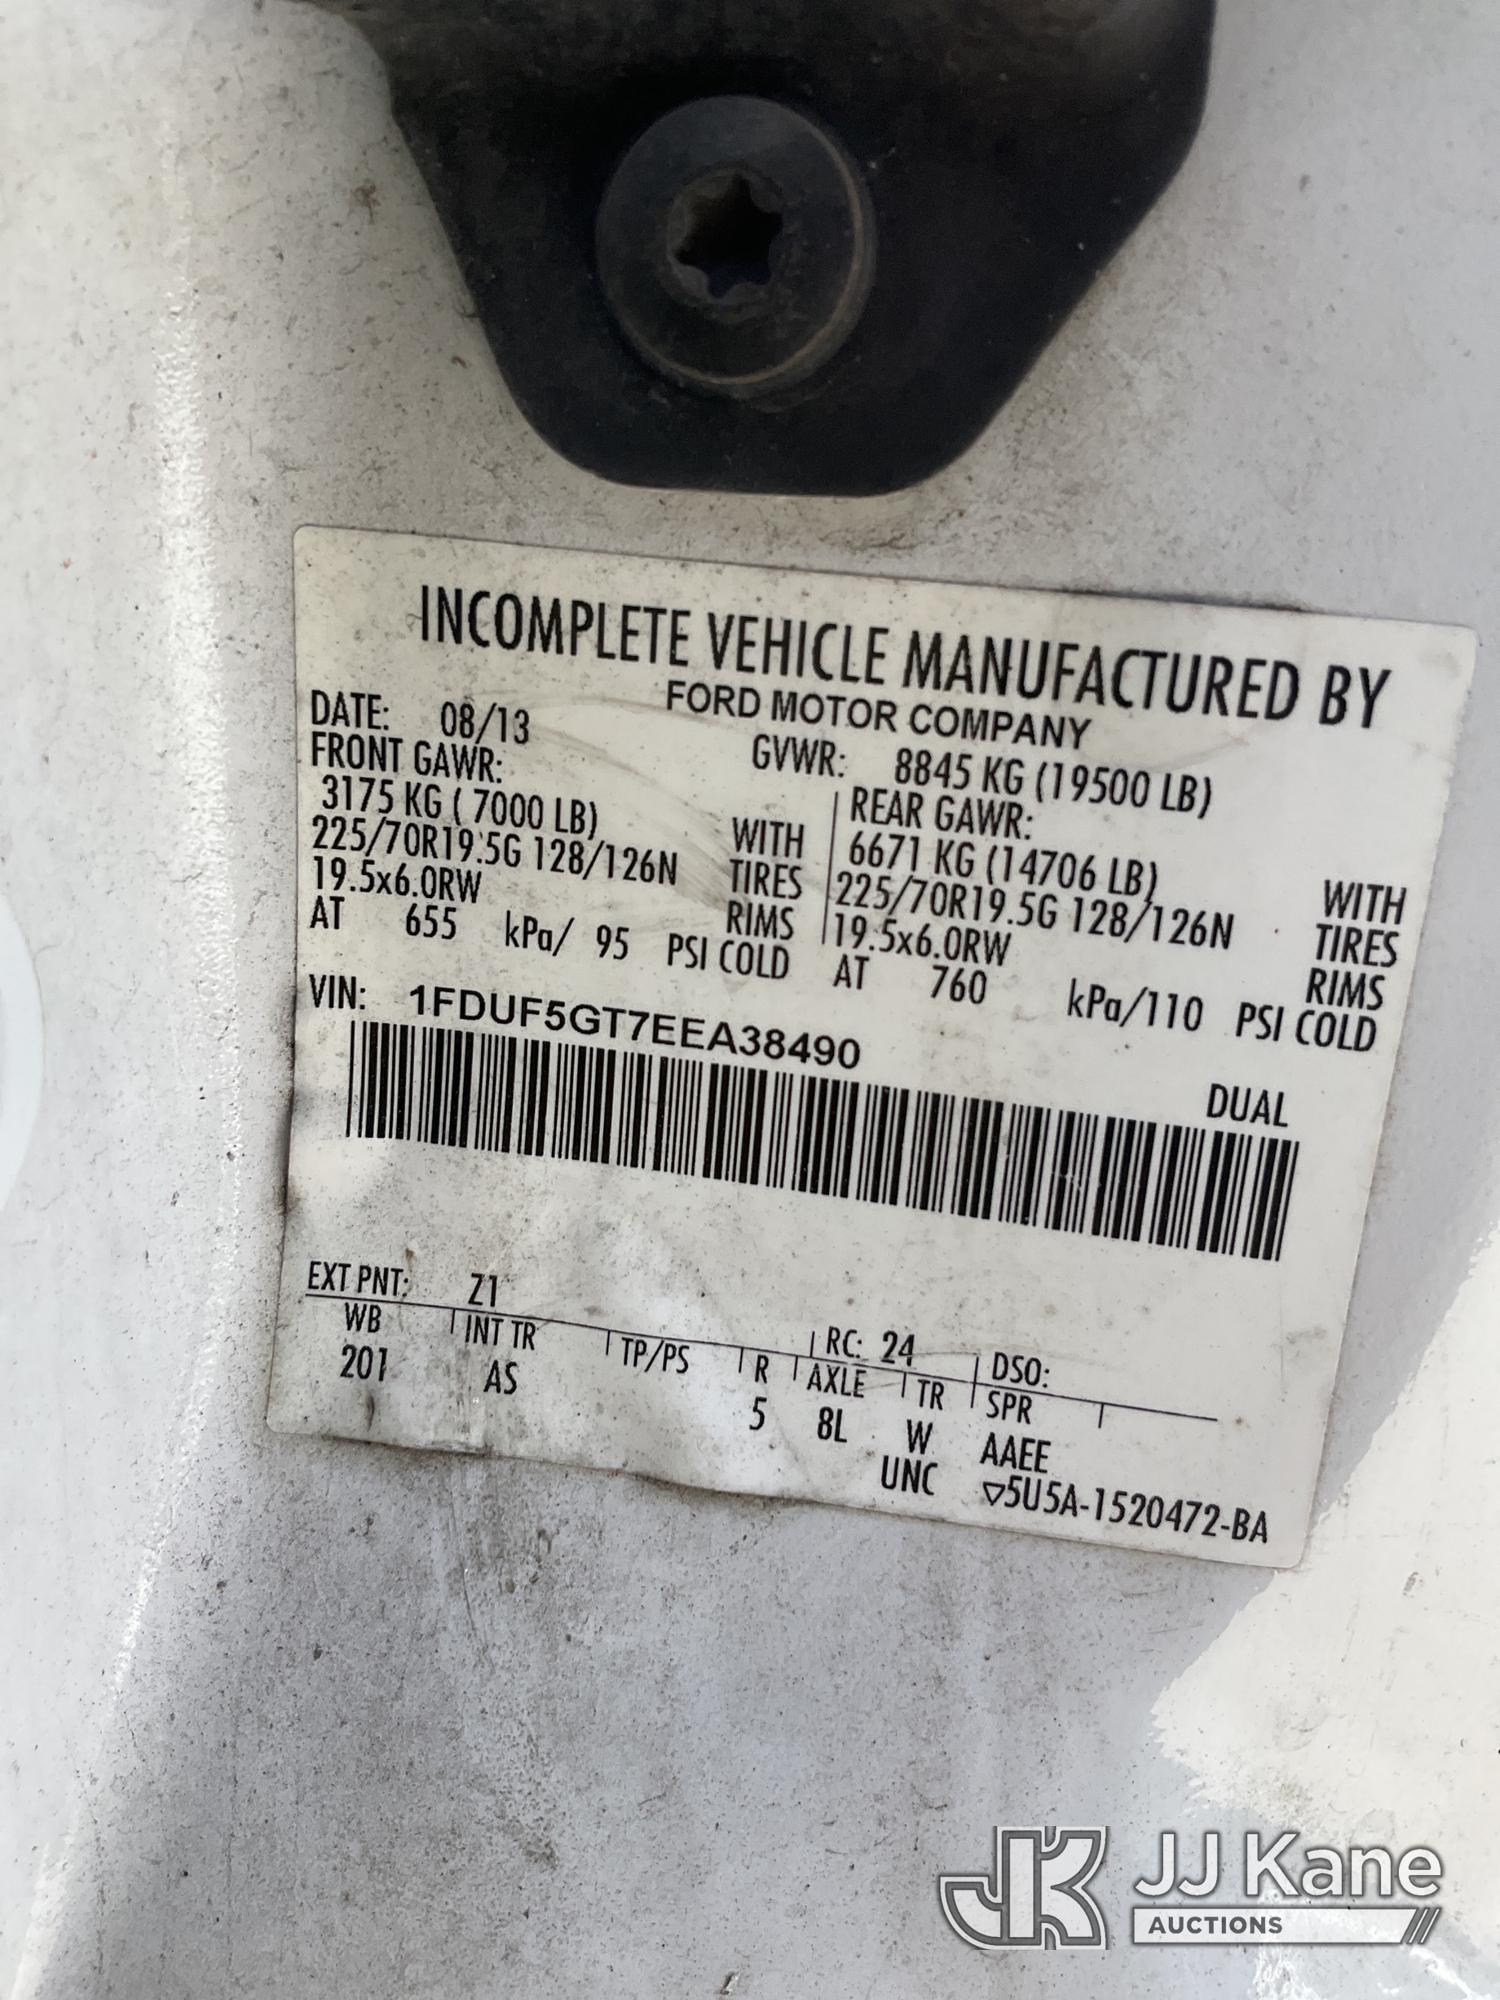 INCOMPLETE VEHICLE MANUFACTURED BY
FORD MOTOR COMPANY
DATE: 08/13
GVWR: 8845 KG (19500 LB)
FRONT GAWR:
3175 KG ( 7000 LB) WITH
225/70R19.5G 128/126N TIRES
19.5x6.0RW RIMS
AT 655 kPa/ 95 PSI COLD
REAR GAWR:
6671 KG (14706 LB) WITH
225/70R19.5G 128/126N TIRES
19.5x6.0RW RIMS
AT 760 kPa/110 PSI COLD
VIN: 1FDUF5GT7EEA38490
DUAL
EXT PNT: Z1 RC: 24 DSO:
WB INT TR TP/PS R AXLE TR SPR
201 AS 5 8L W AAEE
UNC ▽5U5A-1520472-BA
JK JJ Kane
AUCTIONS